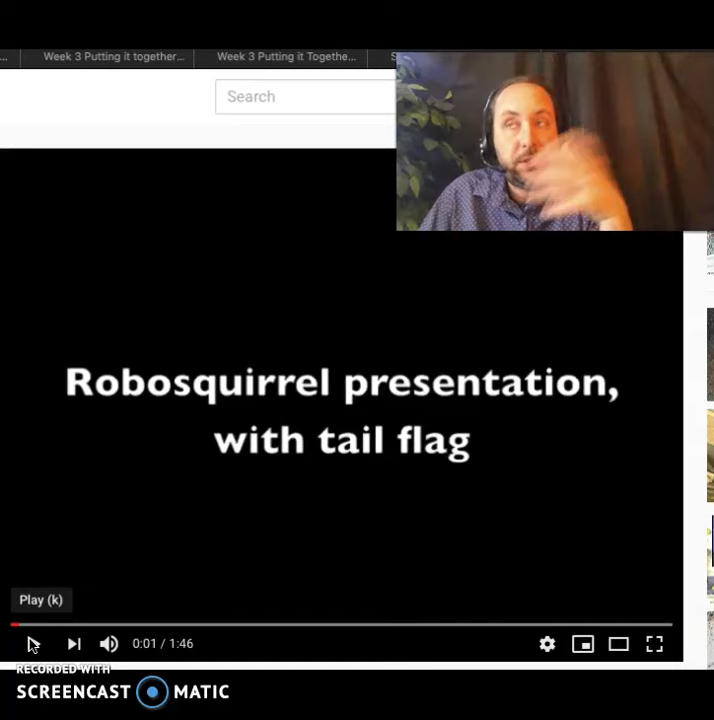 Week 3 Putting it together...
Week 3 Putting it Togethe...
Search
Robosquirrel presentation,
with tail flag
Play (k)
0:01 / 1:46
RECORDED WITH
SCREENCAST MATIC